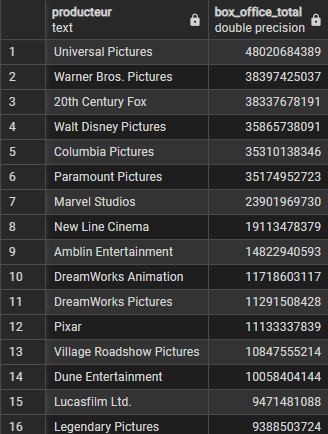 producteur box_office_total
text double precision
1 Universal Pictures 48020684389
2 Warner Bros. Pictures 38397425037
3 20th Century Fox 38337678191
4 Walt Disney Pictures 35865738091
5 Columbia Pictures 35310138346
6 Paramount Pictures 35174952723
7 Marvel Studios 23901969730
8 New Line Cinema 19113478379
9 Amblin Entertainment 14822940593
10 DreamWorks Animation 11718603117
11 DreamWorks Pictures 11291508428
12 Pixar 11133337839
13 Village Roadshow Pictures 10847555214
14 Dune Entertainment 10058404144
15 Lucasfilm Ltd. 9471481088
16 Legendary Pictures 9388503724